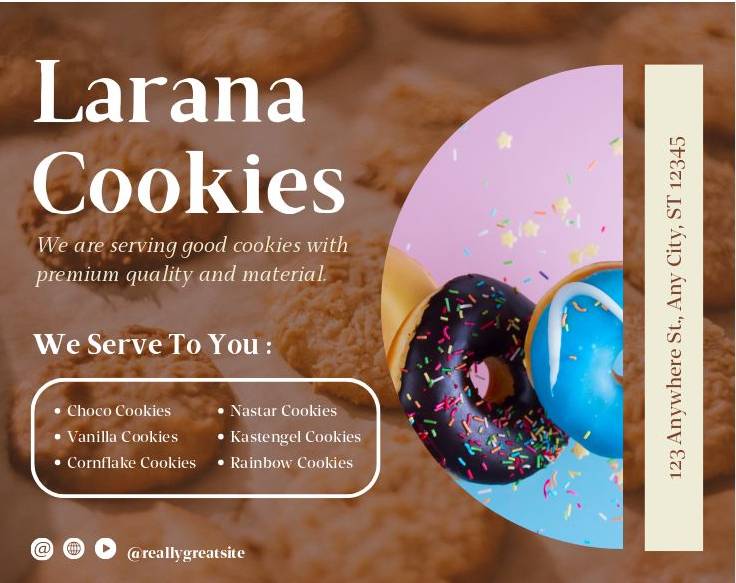 Larana
Cookies
We are serving good cookies with
premium quality and material.
We Serve To You :
• Choco Cookies
• Vanilla Cookies
• Cornflake Cookies
• Nastar Cookies
• Kastengel Cookies
• Rainbow Cookies
@reallygreatsite
123 Anywhere St., Any City, ST 12345